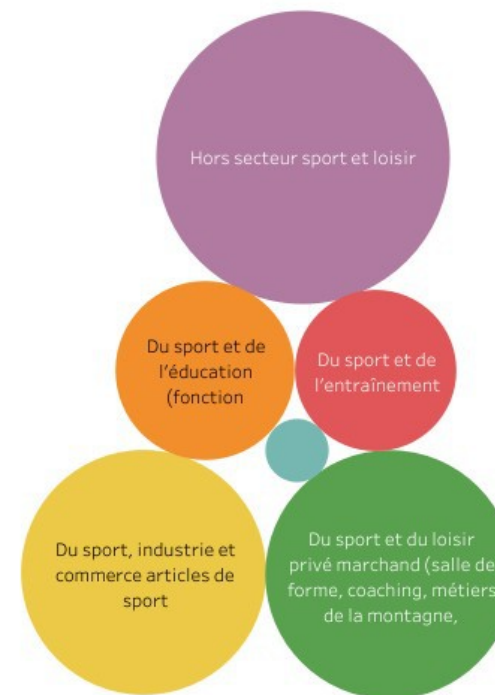 Hors secteur sport et loisir
Du sport et de
l'éducation
(fonction
Du sport et de
l'entraînement
Du sport, industrie et
commerce articles de
sport
Du sport et du loisir
privé marchand (salle de
forme, coaching, métiers
de la montagne,